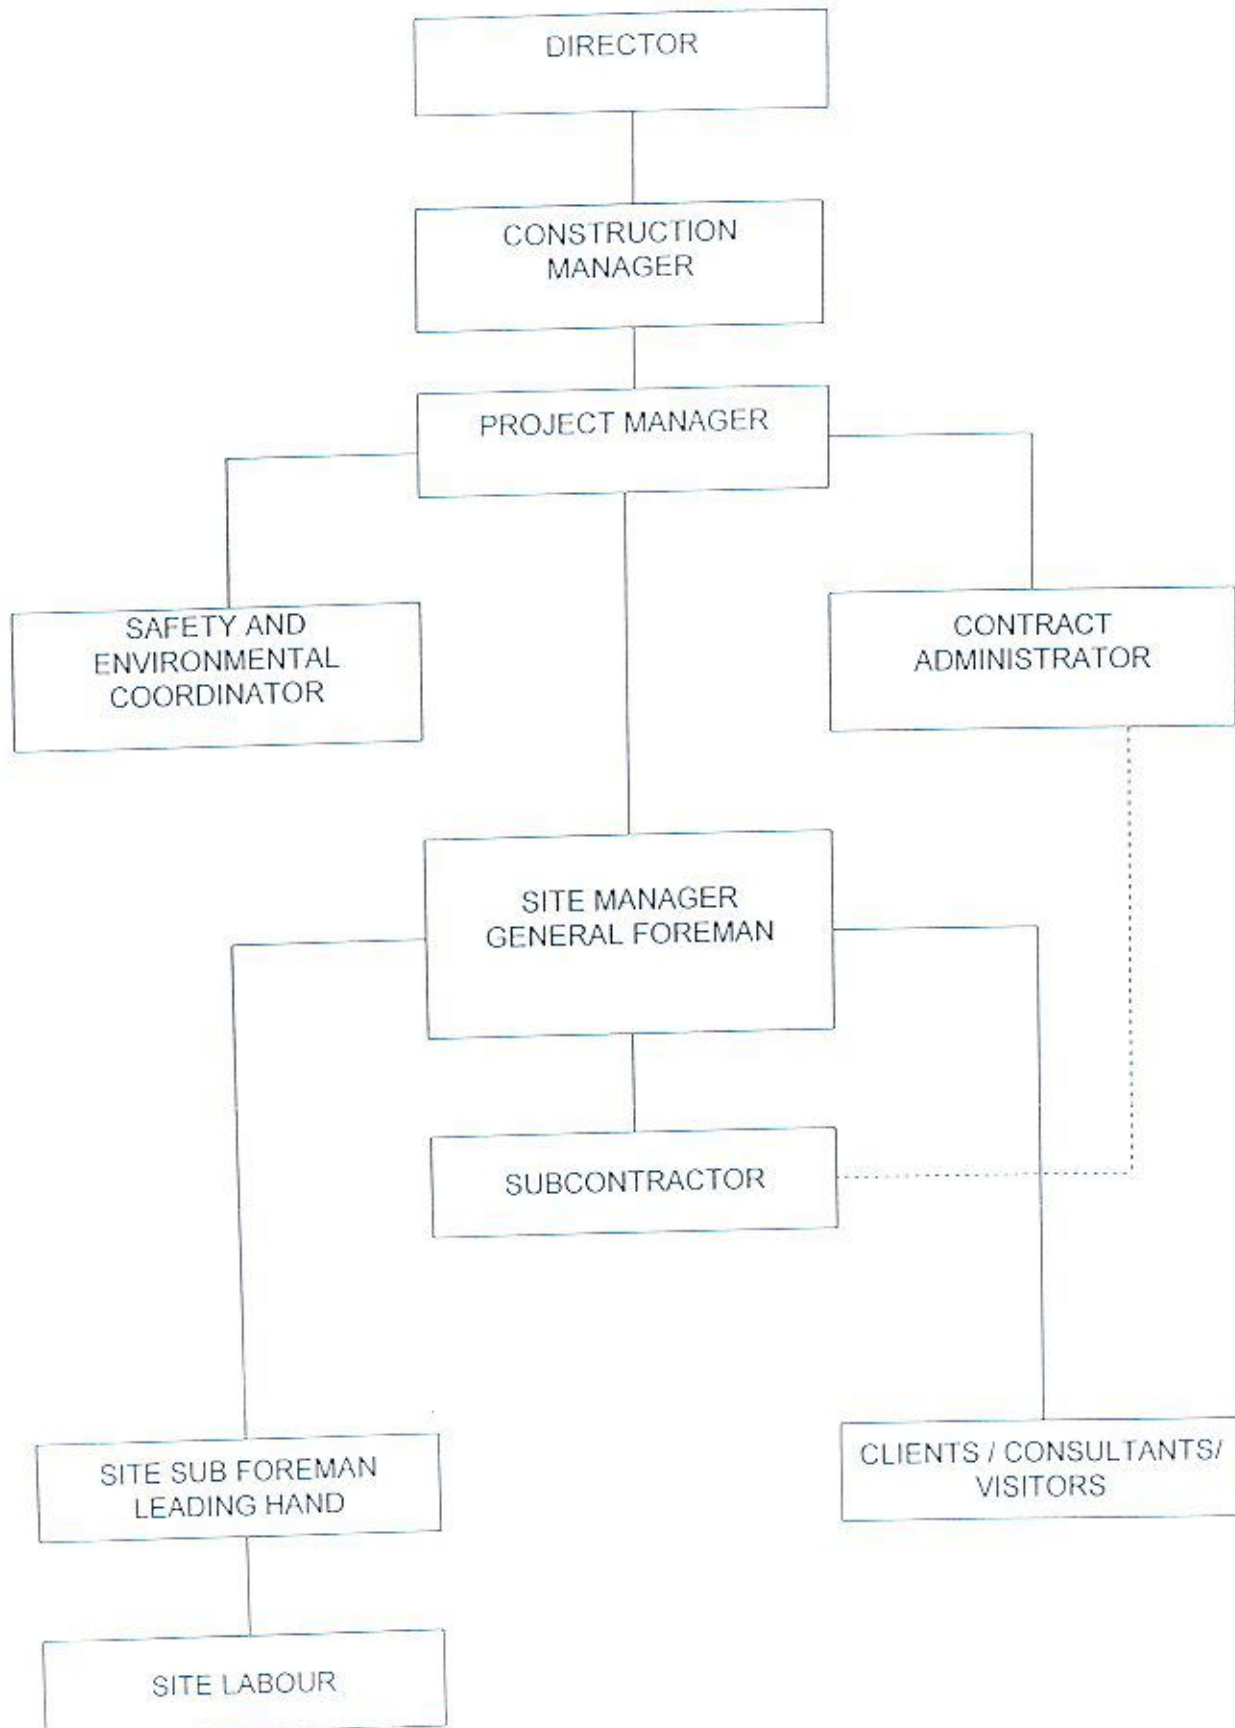 DIRECTOR
CONSTRUCTION
MANAGER
PROJECT MANAGER
SAFETY AND
ENVIRONMENTAL
COORDINATOR
CONTRACT
ADMINISTRATOR
SITE MANAGER
GENERAL FOREMAN
SUBCONTRACTOR
SITE SUB FOREMAN
LEADING HAND
CLIENTS / CONSULTANTS/
VISITORS
SITE LABOUR